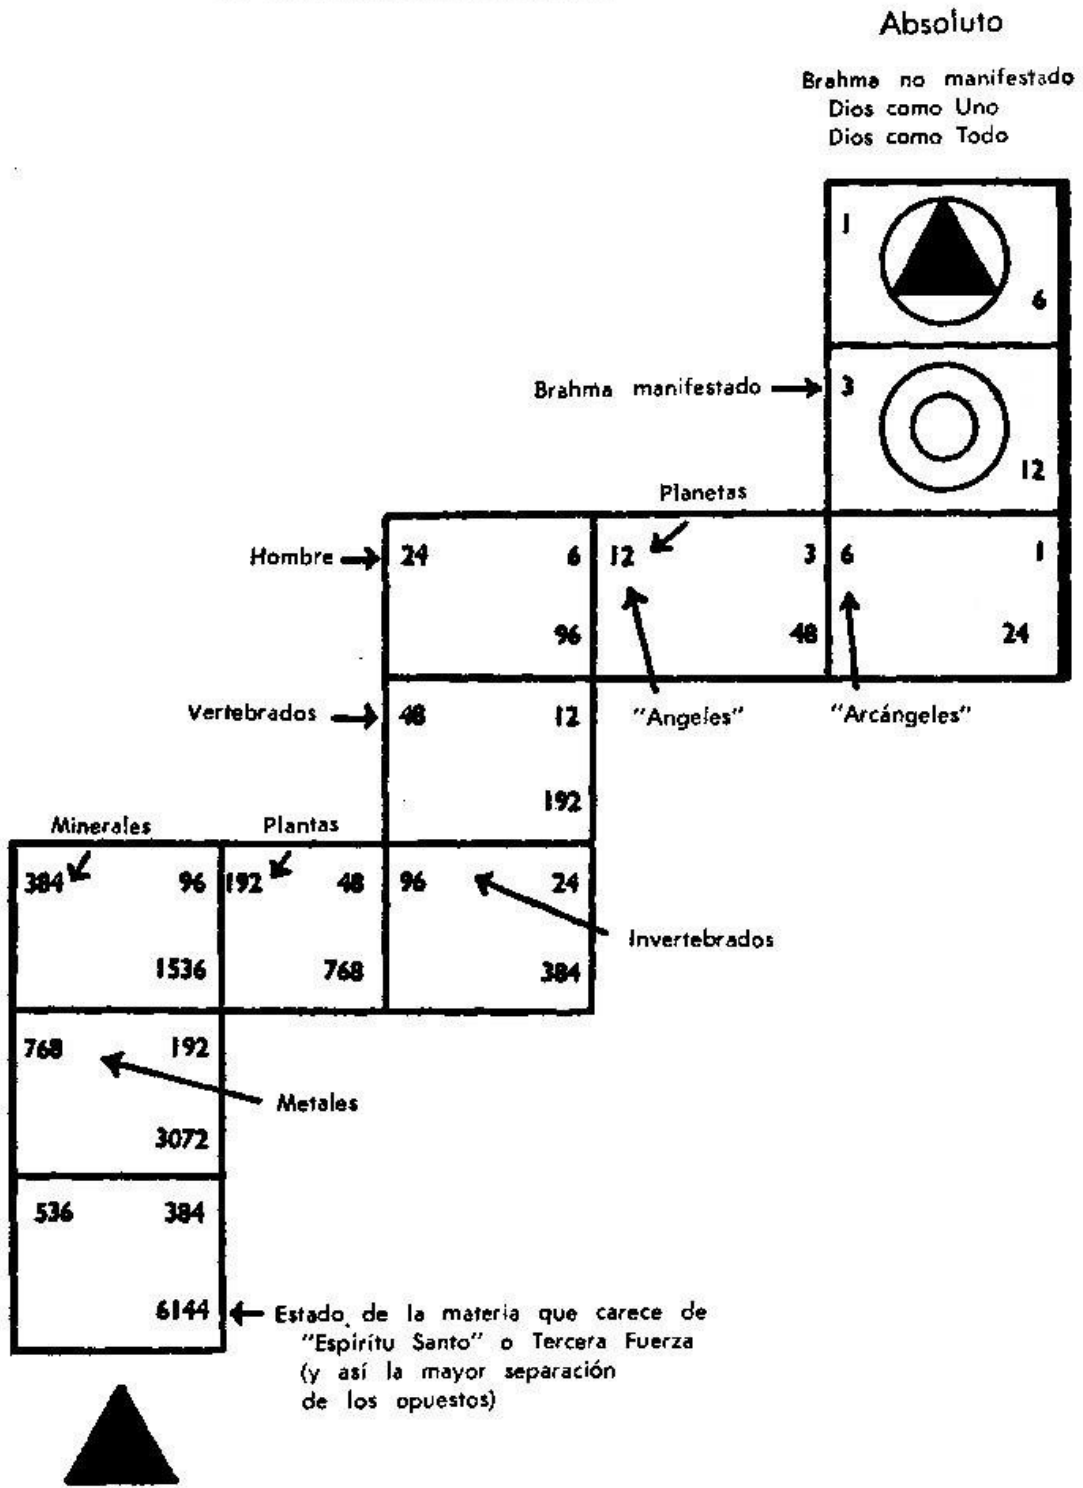 Absoluto
Brahma no manifestado
Dios como Uno
Dios como Todo
1
6
Brahma manifestado
3
12
Planetas
Hombre
24 6
96
12 3
48
6 1
24
Vertebrados
48 12
192
"Angeles"
"Arcángeles"
Minerales
Plantas
384 96
1536
192 48
768
96 24
384
Invertebrados
768 192
3072
Metales
536 384
6144
Estado de la materia que carece de
"Espíritu Santo" o Tercera Fuerza
(y así la mayor separación
de los opuestos)